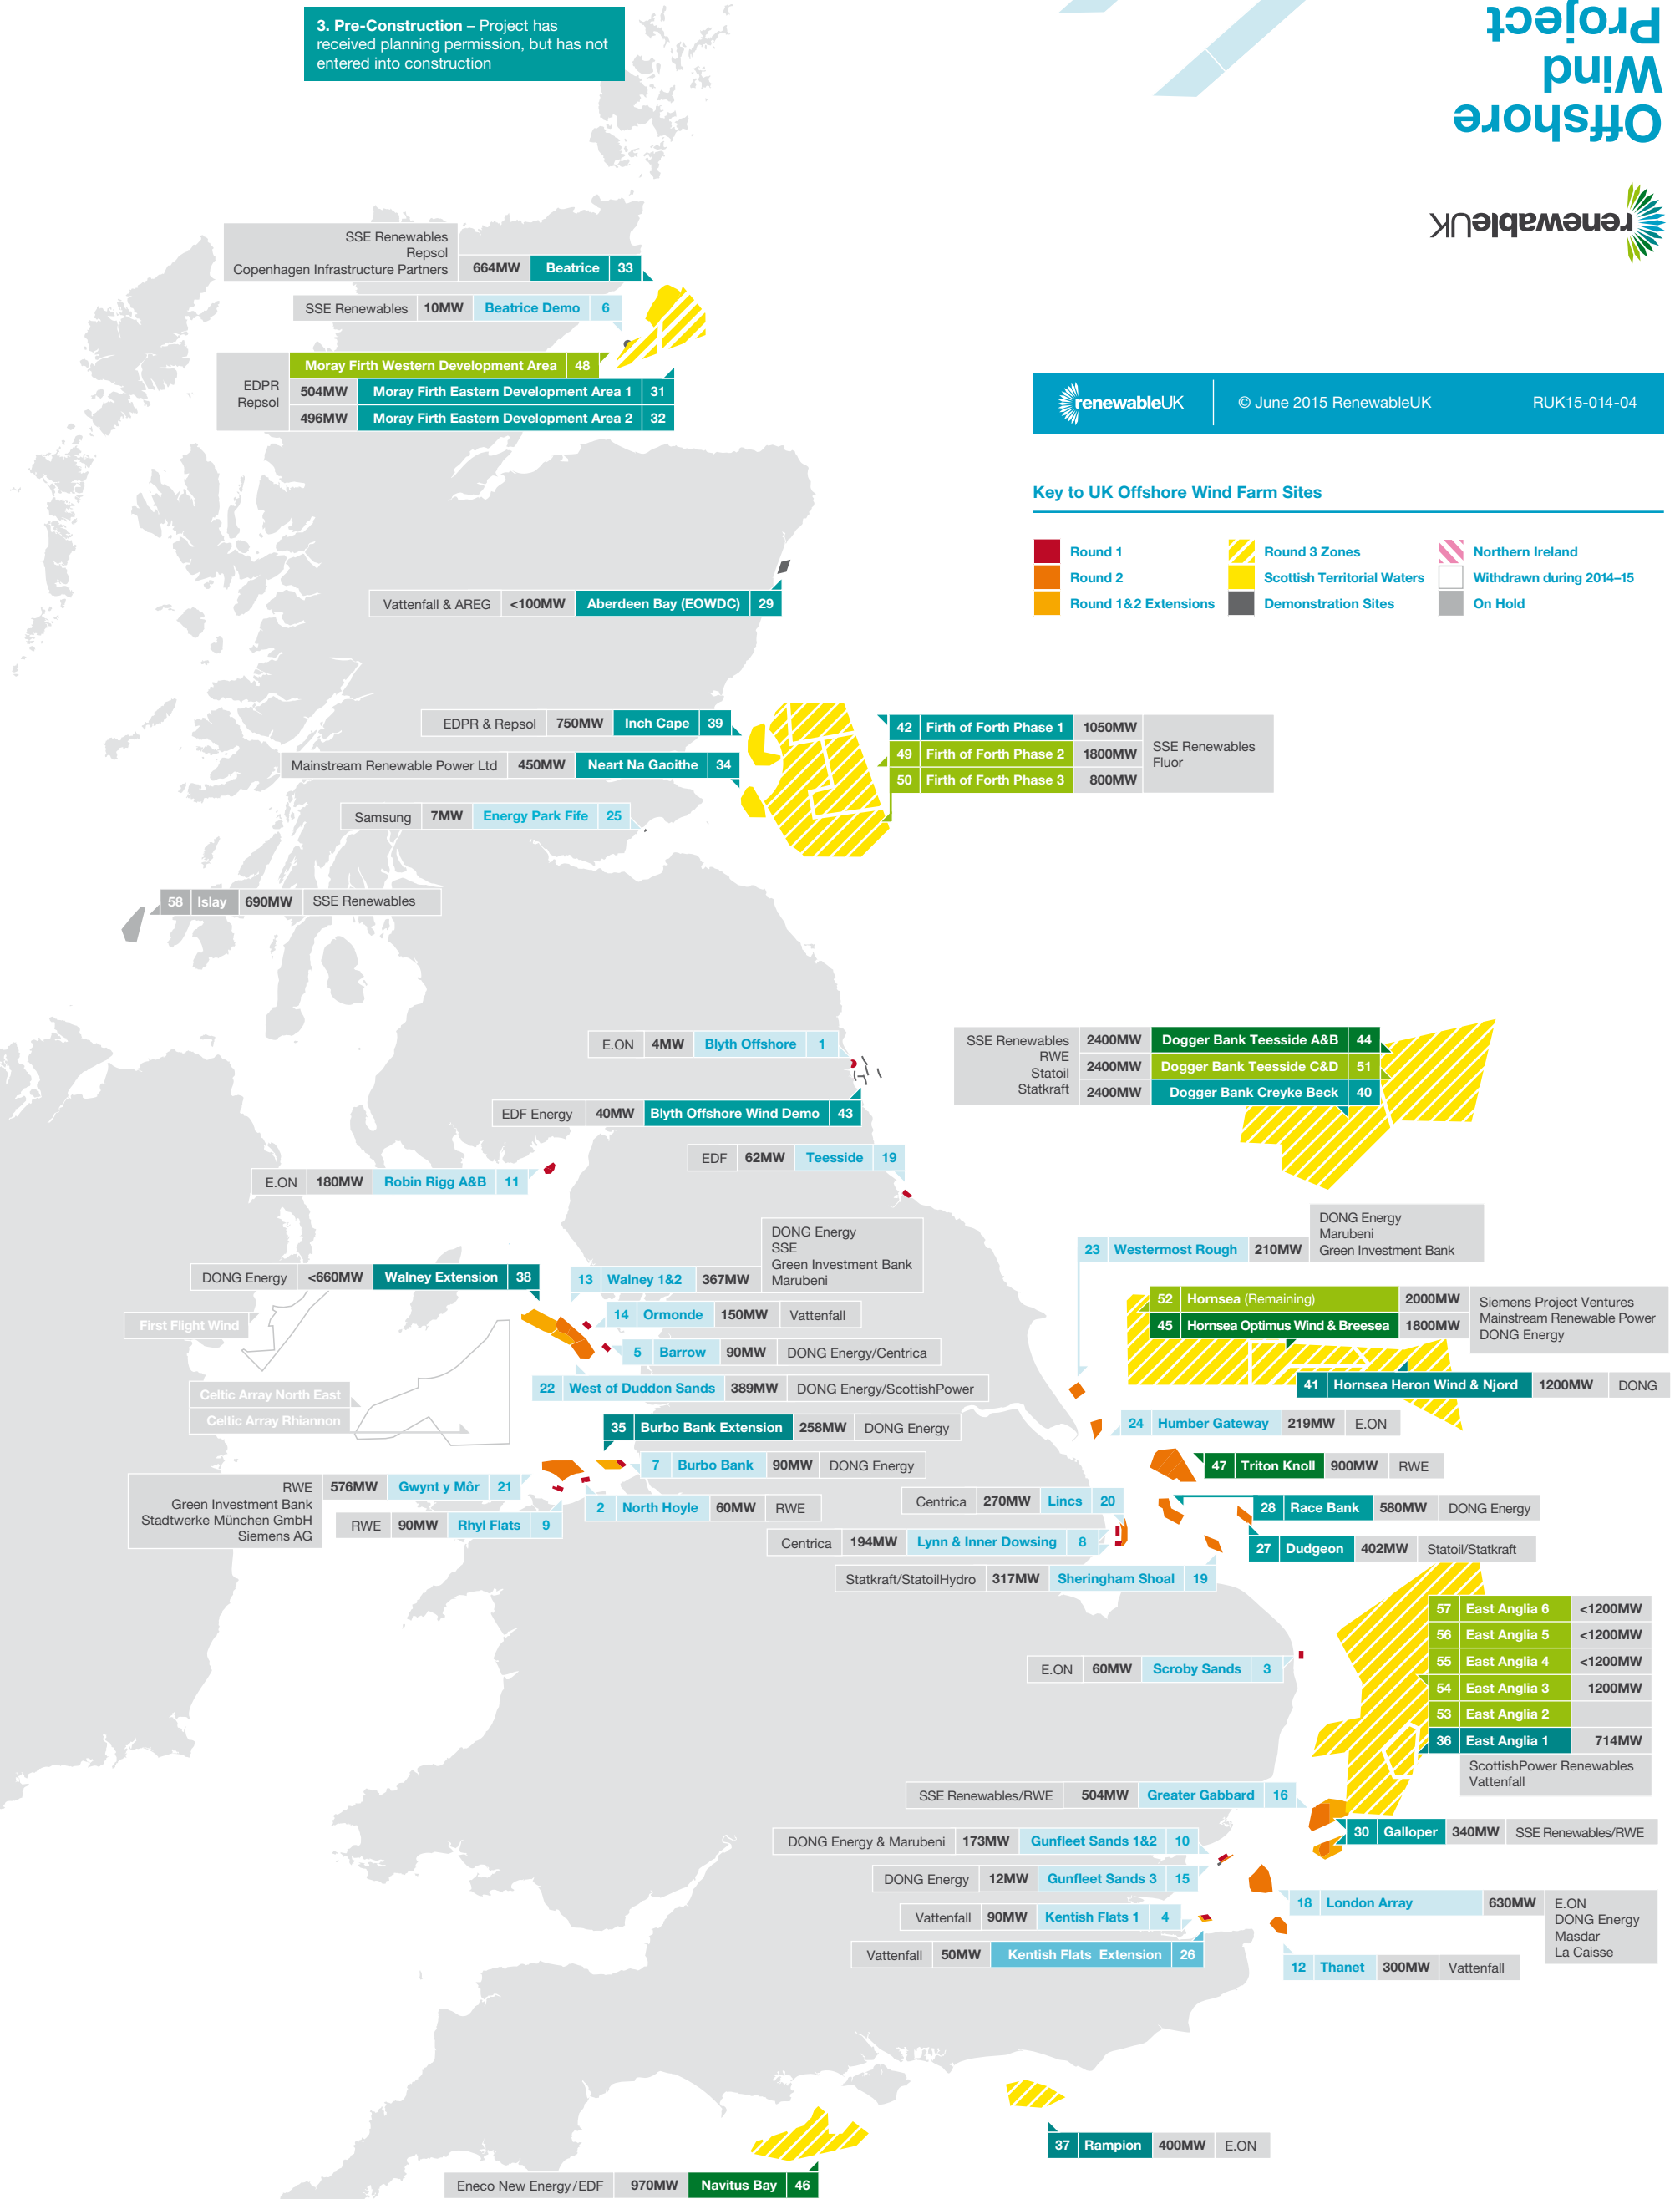 3. Pre-Construction – Project has
received planning permission, but has not
entered into construction
Offshore
Wind
Project
renewableUK
SSE Renewables
Repsol
Copenhagen Infrastructure Partners 664MW Beatrice 33
SSE Renewables 10MW Beatrice Demo 6
Moray Firth Western Development Area 48
EDPR
Repsol
504MW Moray Firth Eastern Development Area 1 31
496MW Moray Firth Eastern Development Area 2 32
renewableUK © June 2015 RenewableUK RUK15-014-04
Key to UK Offshore Wind Farm Sites
Round 1 Round 3 Zones Northern Ireland
Round 2 Scottish Territorial Waters Withdrawn during 2014–15
Round 1&2 Extensions Demonstration Sites On Hold
Vattenfall & AREG <100MW Aberdeen Bay (EOWDC) 29
EDPR & Repsol 750MW Inch Cape 39
Mainstream Renewable Power Ltd 450MW Neart Na Gaoithe 34
Samsung 7MW Energy Park Fife 25
42 Firth of Forth Phase 1 1050MW
49 Firth of Forth Phase 2 1800MW
50 Firth of Forth Phase 3 800MW
SSE Renewables
Fluor
58 Islay 690MW SSE Renewables
E.ON 4MW Blyth Offshore 1
EDF Energy 40MW Blyth Offshore Wind Demo 43
EDF 62MW Teesside 19
SSE Renewables
RWE
Statoil
Statkraft
2400MW Dogger Bank Teesside A&B 44
2400MW Dogger Bank Teesside C&D 51
2400MW Dogger Bank Creyke Beck 40
E.ON 180MW Robin Rigg A&B 11
DONG Energy
SSE
Green Investment Bank
Marubeni
13 Walney 1&2 367MW
DONG Energy <660MW Walney Extension 38
14 Ormonde 150MW Vattenfall
First Flight Wind
5 Barrow 90MW DONG Energy/Centrica
22 West of Duddon Sands 389MW DONG Energy/ScottishPower
Celtic Array North East
Celtic Array Rhiannon
35 Burbo Bank Extension 258MW DONG Energy
7 Burbo Bank 90MW DONG Energy
RWE
Green Investment Bank
Stadtwerke München GmbH
Siemens AG
576MW Gwynt y Môr 21
RWE 90MW Rhyl Flats 9
2 North Hoyle 60MW RWE
DONG Energy
Marubeni
Green Investment Bank
23 Westermost Rough 210MW
52 Hornsea (Remaining) 2000MW
45 Hornsea Optimus Wind & Breesea 1800MW
Siemens Project Ventures
Mainstream Renewable Power
DONG Energy
41 Hornsea Heron Wind & Njord 1200MW DONG
24 Humber Gateway 219MW E.ON
47 Triton Knoll 900MW RWE
Centrica 270MW Lincs 20
28 Race Bank 580MW DONG Energy
Centrica 194MW Lynn & Inner Dowsing 8
27 Dudgeon 402MW Statoil/Statkraft
Statkraft/StatoilHydro 317MW Sheringham Shoal 19
57 East Anglia 6 <1200MW
56 East Anglia 5 <1200MW
55 East Anglia 4 <1200MW
54 East Anglia 3 1200MW
53 East Anglia 2
36 East Anglia 1 714MW
ScottishPower Renewables
Vattenfall
E.ON 60MW Scroby Sands 3
SSE Renewables/RWE 504MW Greater Gabbard 16
30 Galloper 340MW SSE Renewables/RWE
DONG Energy & Marubeni 173MW Gunfleet Sands 1&2 10
DONG Energy 12MW Gunfleet Sands 3 15
18 London Array 630MW
E.ON
DONG Energy
Masdar
La Caisse
Vattenfall 90MW Kentish Flats 1 4
Vattenfall 50MW Kentish Flats Extension 26
12 Thanet 300MW Vattenfall
37 Rampion 400MW E.ON
Eneco New Energy/EDF 970MW Navitus Bay 46